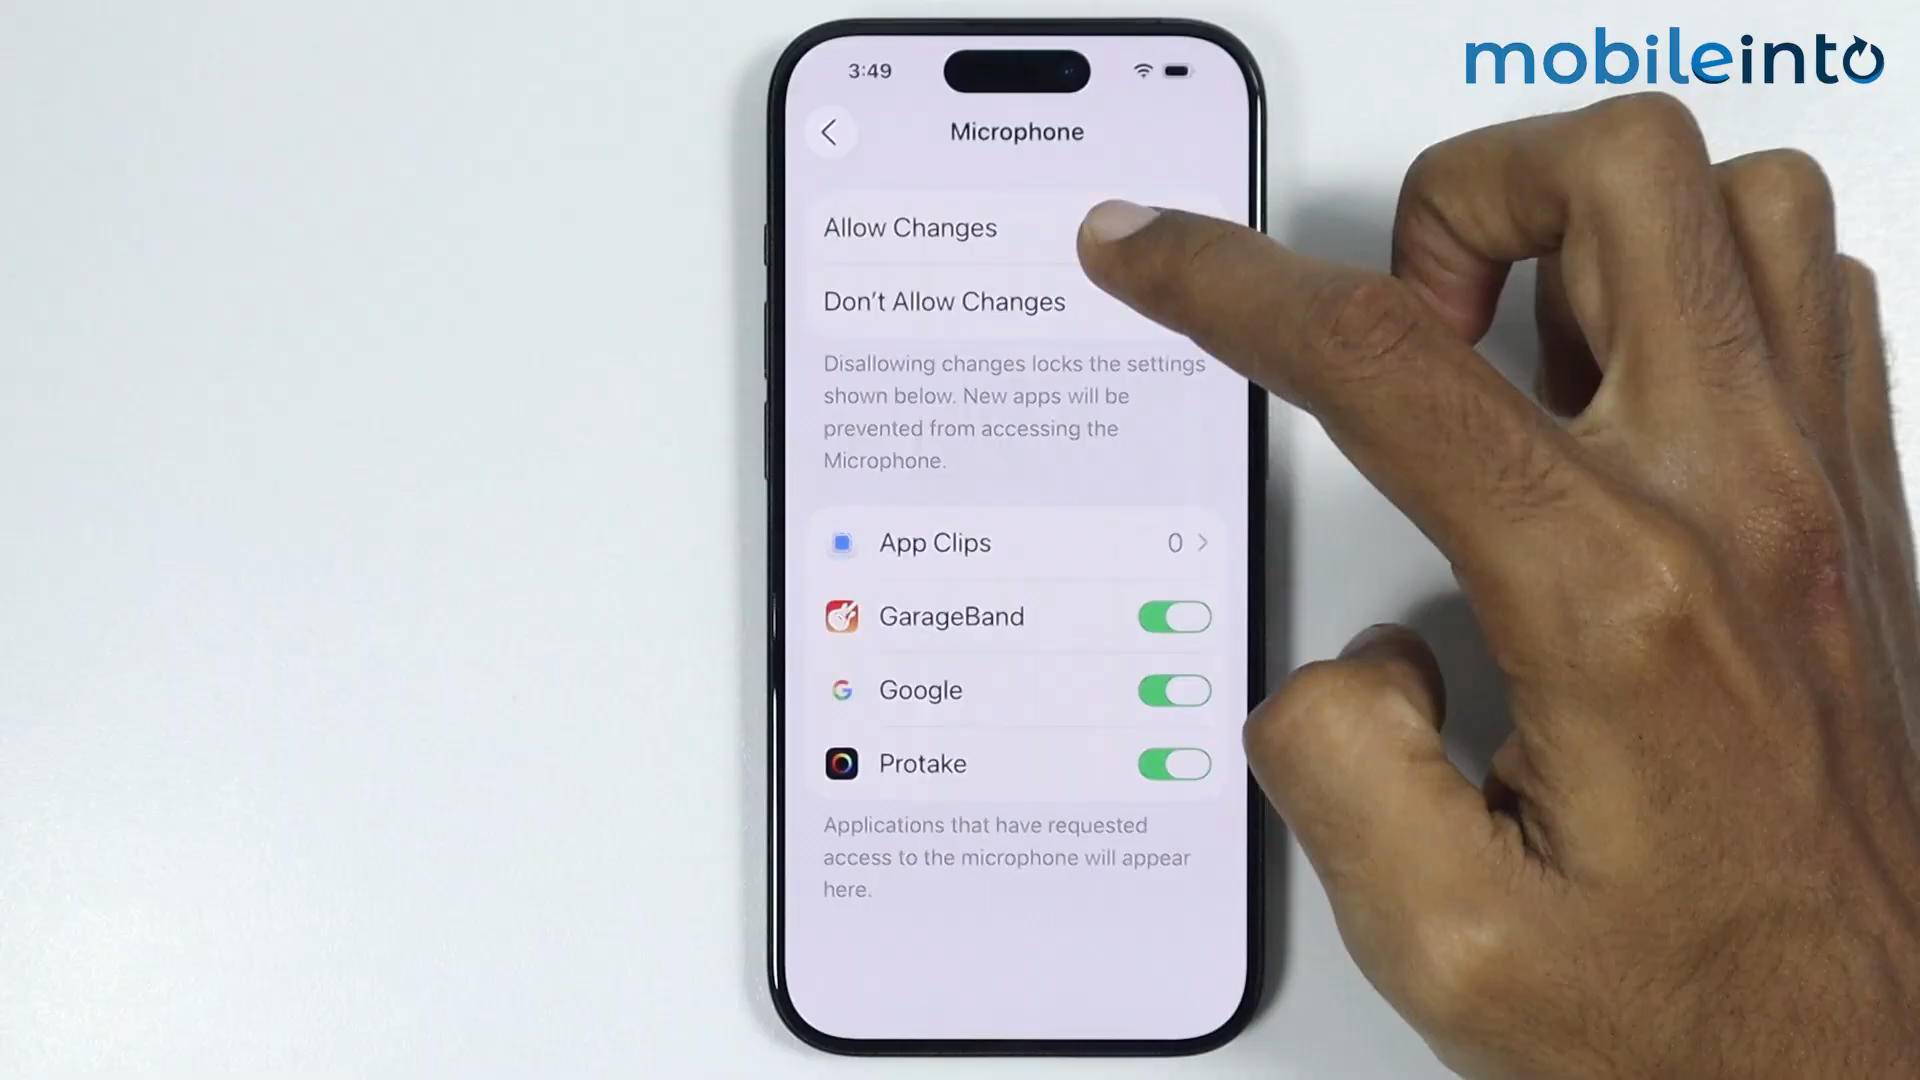 mobileinto
3:49
Microphone
Allow Changes
Don't Allow Changes
Disallowing changes locks the settings
shown below. New apps will be
prevented from accessing the
Microphone.
App Clips 0
GarageBand
Google
Protake
Applications that have requested
access to the microphone will appear
here.